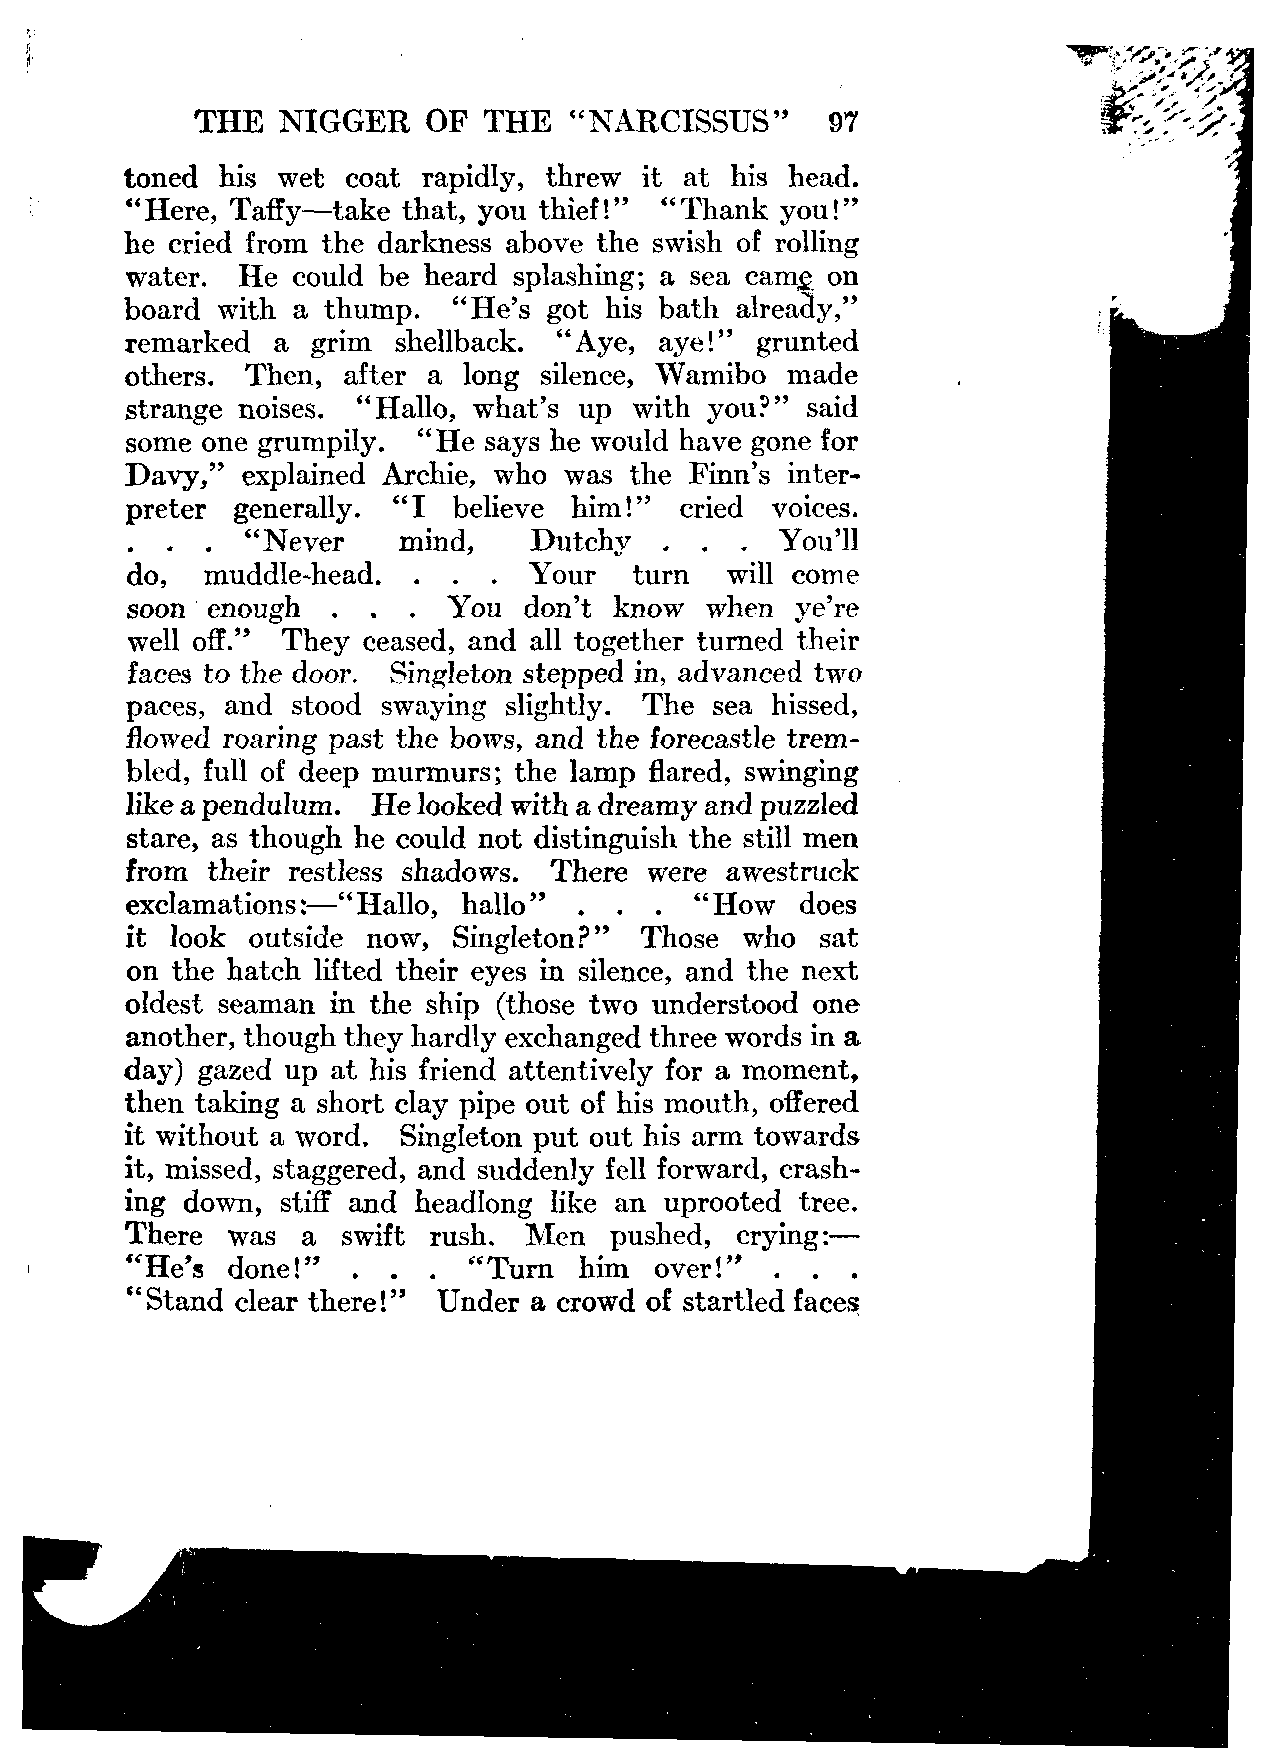 THE NIGGER OF THE “NARCISSUS” 97
toned his wet coat rapidly, threw it at his head.
“Here, Taffy—take that, you thief!” “Thank you!”
he cried from the darkness above the swish of rolling
water. He could be heard splashing; a sea came on
board with a thump. “He’s got his bath already,”
remarked a grim shellback. “Aye, aye!” grunted
others. Then, after a long silence, Wamibo made
strange noises. “Hallo, what’s up with you?” said
some one grumpily. “He says he would have gone for
Davy,” explained Archie, who was the Finn’s inter-
preter generally. “I believe him!” cried voices.
. . . “Never mind, Dutchy . . . You’ll
do, muddle-head. . . . Your turn will come
soon enough . . . You don’t know when ye’re
well off.” They ceased, and all together turned their
faces to the door. Singleton stepped in, advanced two
paces, and stood swaying slightly. The sea hissed,
flowed roaring past the bows, and the forecastle trem-
bled, full of deep murmurs; the lamp flared, swinging
like a pendulum. He looked with a dreamy and puzzled
stare, as though he could not distinguish the still men
from their restless shadows. There were awestruck
exclamations:—“Hallo, hallo” . . . “How does
it look outside now, Singleton?” Those who sat
on the hatch lifted their eyes in silence, and the next
oldest seaman in the ship (those two understood one
another, though they hardly exchanged three words in a
day) gazed up at his friend attentively for a moment,
then taking a short clay pipe out of his mouth, offered
it without a word. Singleton put out his arm towards
it, missed, staggered, and suddenly fell forward, crash-
ing down, stiff and headlong like an uprooted tree.
There was a swift rush. Men pushed, crying:—
“He’s done!” . . . “Turn him over!” . . .
“Stand clear there!” Under a crowd of startled faces